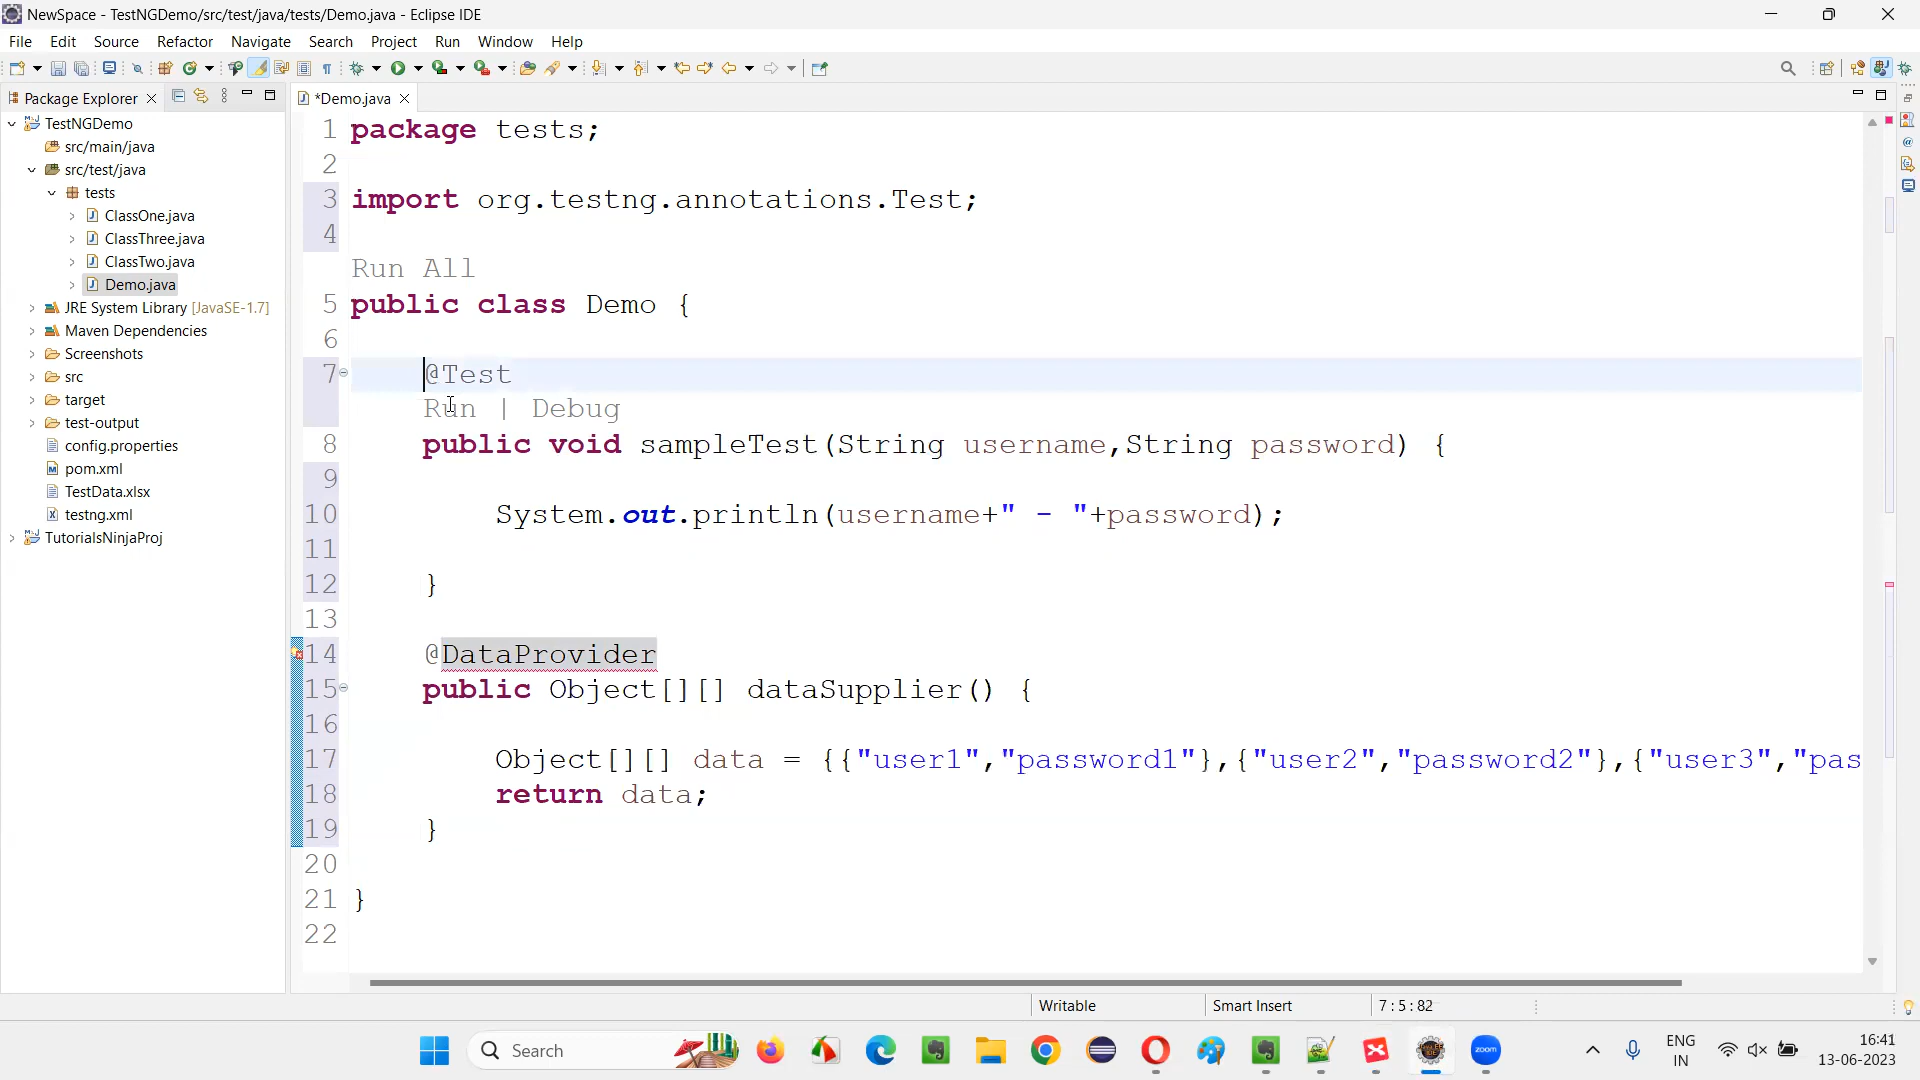 NewSpace - TestNGDemo/src/test/java/tests/Demo.java - Eclipse IDE
File Edit Source Refactor Navigate Search Project Run Window Help
Package Explorer
*Demo.java
TestNGDemo
src/main/java
src/test/java
tests
ClassOne.java
ClassThree.java
ClassTwo.java
Demo.java
JRE System Library [JavaSE-1.7]
Maven Dependencies
Screenshots
src
target
test-output
config.properties
pom.xml
TestData.xlsx
testng.xml
TutorialsNinjaProj
1 package tests;
2
3 import org.testng.annotations.Test;
4
Run All
5 public class Demo {
6
7 @Test
Run | Debug
8 public void sampleTest(String username,String password) {
9
10 System.out.println(username+" - "+password);
11
12 }
13
14 @DataProvider
15 public Object[][] dataSupplier() {
16
17 Object[][] data = {{"user1","password1"},{"user2","password2"},{"user3","pas
18 return data;
19 }
20
21 }
22
Writable Smart Insert 7 : 5 : 82
Search
zoom
ENG
IN
16:41
13-06-2023